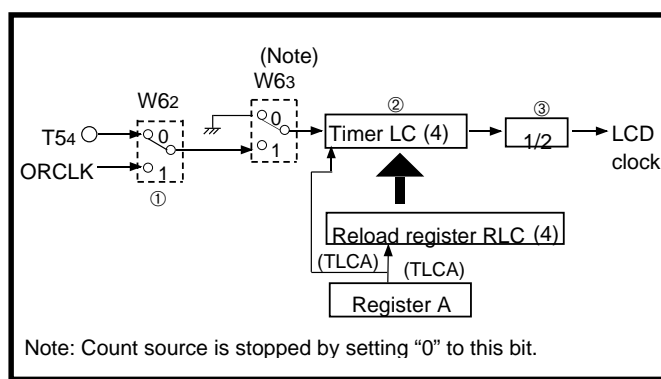 (Note)
W63
W62
②
③
0
T54
0
Timer LC (4)
1/2
LCD
clock
1
ORCLK
1
①
Reload register RLC (4)
(TLCA)
(TLCA)
Register A
Note: Count source is stopped by setting “0” to this bit.